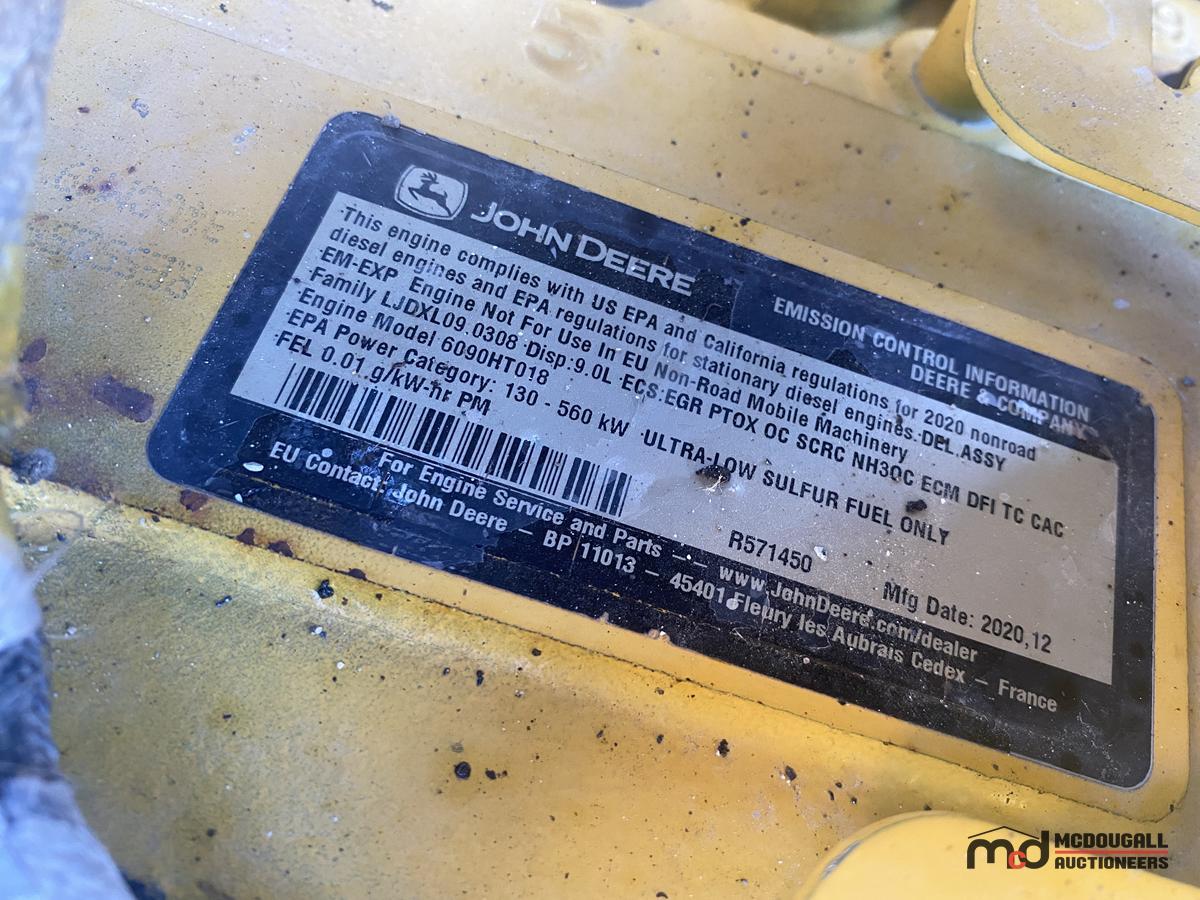 JOHN DEERE
EMISSION CONTROL INFORMATION
DEERE & COMPANY
This engine complies with US EPA and California regulations for 2020 nonroad
diesel engines and EPA regulations for stationary diesel engines. DEL ASSY
EM-EXP Engine Not For Use In EU Non-Road Mobile Machinery
Family LJDXL09.0308 Disp:9.0L ECS:EGR PTOX OC SCRC NH3OC ECM DFI TC CAC
Engine Model 6090HT018
EPA Power Category: 130 - 560 kW ULTRA-LOW SULFUR FUEL ONLY
FEL 0.01 g/kW-hr PM
R571450
Mfg Date: 2020,12
For Engine Service and Parts -- www.JohnDeere.com/dealer
EU Contact: John Deere – BP 11013 – 45401 Fleury les Aubrais Cedex – France
mcd MCDOUGALL
AUCTIONEERS